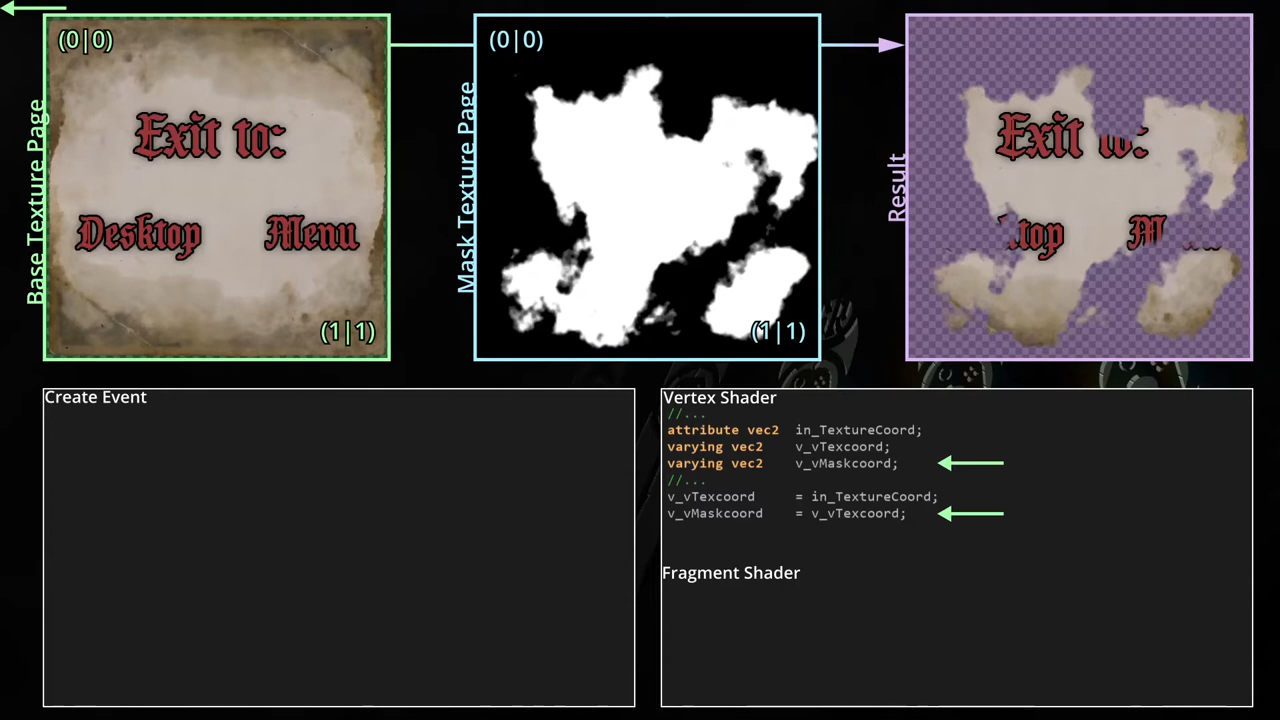 (0|0)
Base Texture Page
Exit to:
Desktop Menu
(1|1)
(0|0)
Mask Texture Page
(1|1)
Result
Exit to:
top M
Create Event
Vertex Shader
//...
attribute vec2 in_TextureCoord;
varying vec2 v_vTexcoord;
varying vec2 v_vMaskcoord;
//...
v_vTexcoord = in_TextureCoord;
v_vMaskcoord = v_vTexcoord;
Fragment Shader